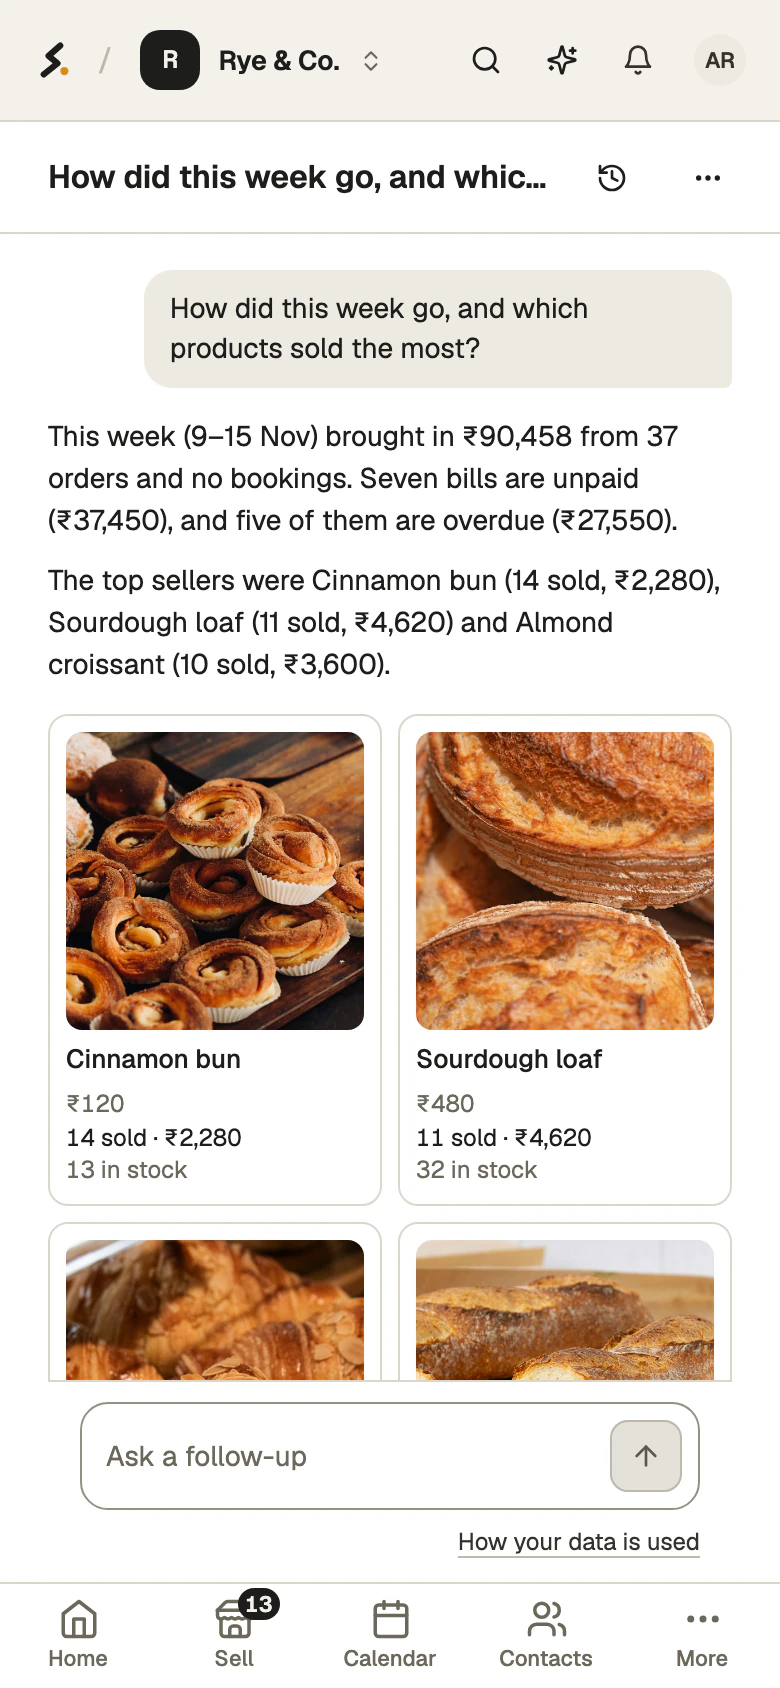 / R Rye & Co. AR
How did this week go, and whic...
How did this week go, and which
products sold the most?
This week (9–15 Nov) brought in ₹90,458 from 37
orders and no bookings. Seven bills are unpaid
(₹37,450), and five of them are overdue (₹27,550).
The top sellers were Cinnamon bun (14 sold, ₹2,280),
Sourdough loaf (11 sold, ₹4,620) and Almond
croissant (10 sold, ₹3,600).
Cinnamon bun
₹120
14 sold · ₹2,280
13 in stock
Sourdough loaf
₹480
11 sold · ₹4,620
32 in stock
Ask a follow-up
How your data is used
13
Home Sell Calendar Contacts More